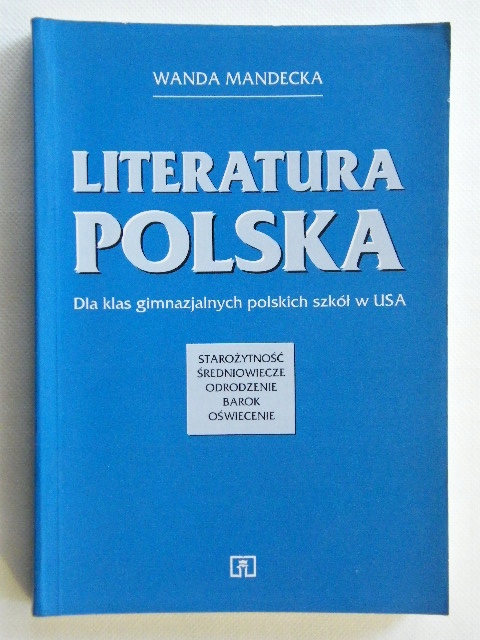 WANDA MANDECKA
LITERATURA
POLSKA
Dla klas gimnazjalnych polskich szkół w USA
STAROŻYTNOŚĆ
ŚREDNIOWIECZE
ODRODZENIE
BAROK
OŚWIECENIE